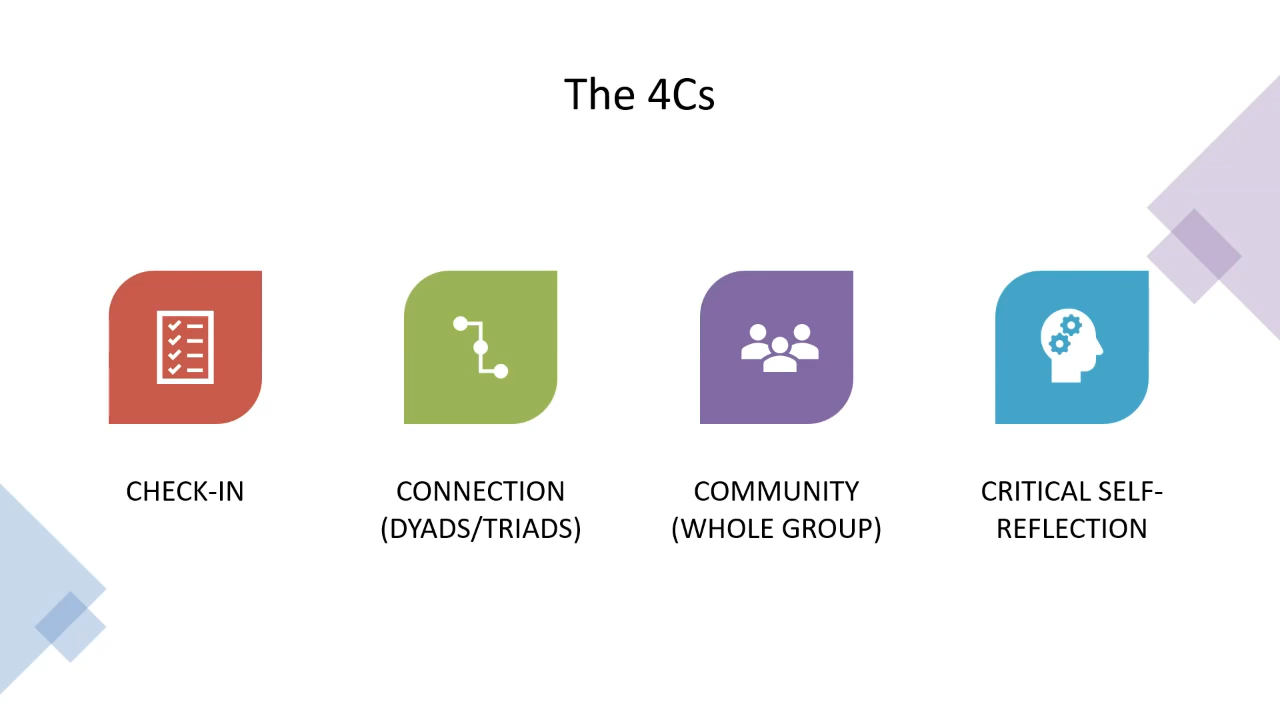 The 4Cs
CHECK-IN
CONNECTION
(DYADS/TRIADS)
COMMUNITY
(WHOLE GROUP)
CRITICAL SELF-
REFLECTION